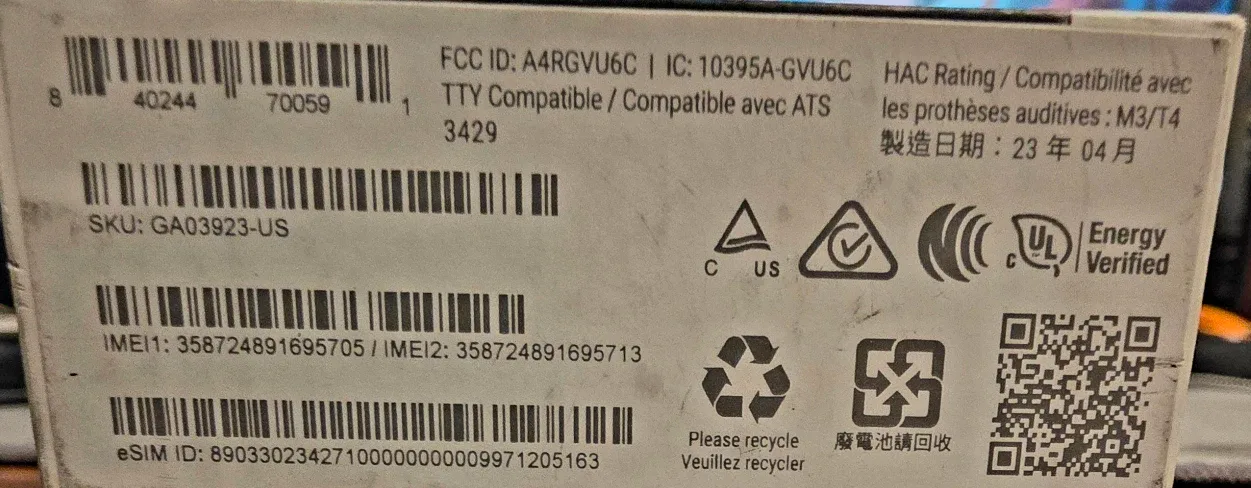 8 40244 70059 1
FCC ID: A4RGVU6C | IC: 10395A-GVU6C
TTY Compatible / Compatible avec ATS
3429
HAC Rating / Compatibilité avec
les prothèses auditives : M3/T4
製造日期：23 年 04 月
SKU: GA03923-US
C US
C UL Energy
Verified
IMEI1: 358724891695705 / IMEI2: 358724891695713
eSIM ID: 89033023427100000000009971205163
Please recycle
Veuillez recycler
廢電池請回收